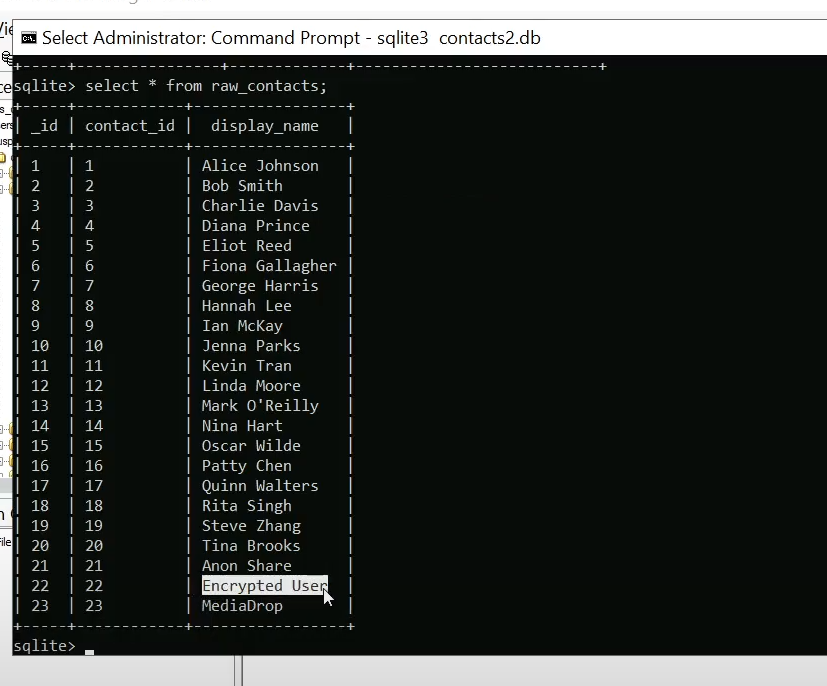 Select Administrator: Command Prompt - sqlite3 contacts2.db
+-----+----------------+-------------+---------------------------+
sqlite> select * from raw_contacts;
+-----+------------+-----------------+
| _id | contact_id | display_name |
+-----+------------+-----------------+
| 1 | 1 | Alice Johnson |
| 2 | 2 | Bob Smith |
| 3 | 3 | Charlie Davis |
| 4 | 4 | Diana Prince |
| 5 | 5 | Eliot Reed |
| 6 | 6 | Fiona Gallagher |
| 7 | 7 | George Harris |
| 8 | 8 | Hannah Lee |
| 9 | 9 | Ian McKay |
| 10 | 10 | Jenna Parks |
| 11 | 11 | Kevin Tran |
| 12 | 12 | Linda Moore |
| 13 | 13 | Mark O'Reilly |
| 14 | 14 | Nina Hart |
| 15 | 15 | Oscar Wilde |
| 16 | 16 | Patty Chen |
| 17 | 17 | Quinn Walters |
| 18 | 18 | Rita Singh |
| 19 | 19 | Steve Zhang |
| 20 | 20 | Tina Brooks |
| 21 | 21 | Anon Share |
| 22 | 22 | Encrypted User |
| 23 | 23 | MediaDrop |
+-----+------------+-----------------+
sqlite>